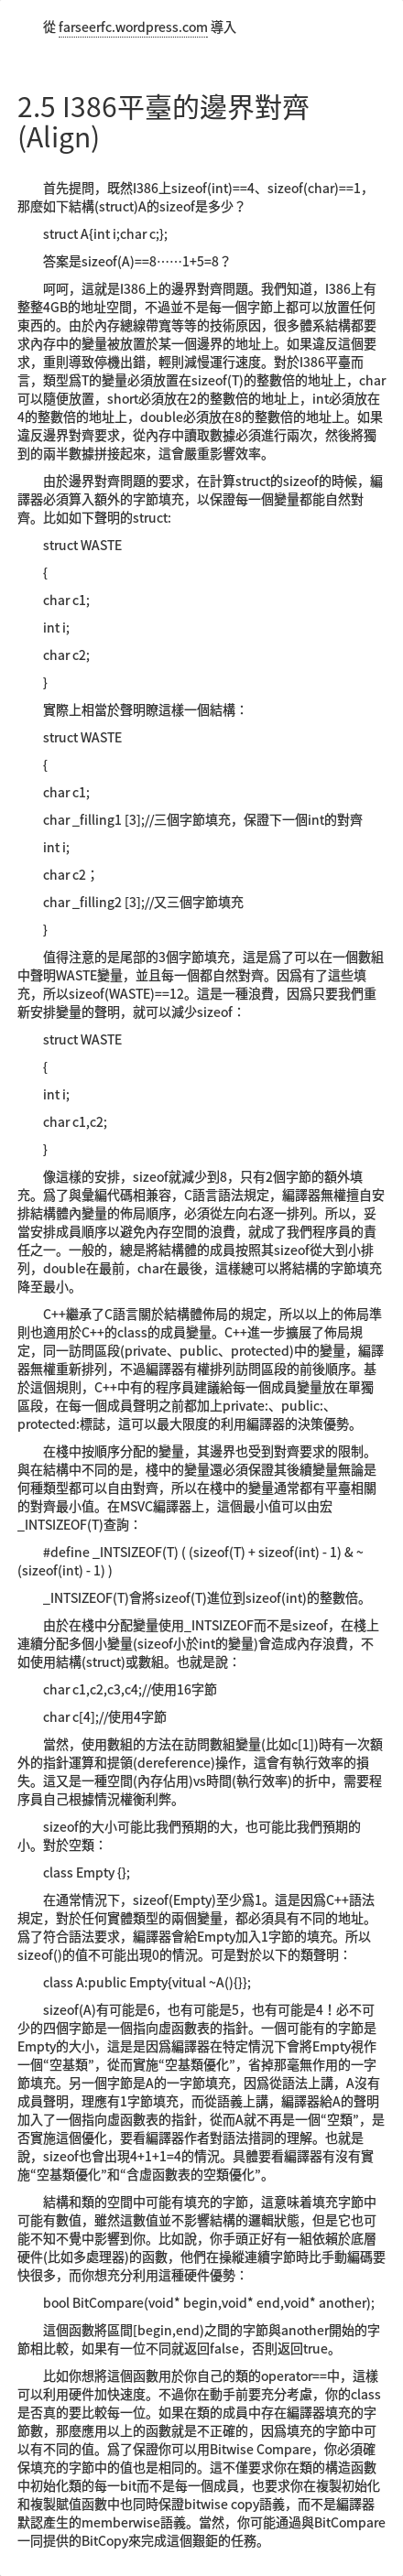 從 farseerfc.wordpress.com 導入
2.5 I386平臺的邊界對齊
(Align)
首先提問，既然I386上sizeof(int)==4、sizeof(char)==1，
那麼如下結構(struct)A的sizeof是多少？
struct A{int i;char c;};
答案是sizeof(A)==8……1+5=8？
呵呵，這就是I386上的邊界對齊問題。我們知道，I386上有
整整4GB的地址空間，不過並不是每一個字節上都可以放置任何
東西的。由於內存總線帶寬等等的技術原因，很多體系結構都要
求內存中的變量被放置於某一個邊界的地址上。如果違反這個要
求，重則導致停機出錯，輕則減慢運行速度。對於I386平臺而
言，類型爲T的變量必須放置在sizeof(T)的整數倍的地址上，char
可以隨便放置，short必須放在2的整數倍的地址上，int必須放在
4的整數倍的地址上，double必須放在8的整數倍的地址上。如果
違反邊界對齊要求，從內存中讀取數據必須進行兩次，然後將獨
到的兩半數據拼接起來，這會嚴重影響效率。
由於邊界對齊問題的要求，在計算struct的sizeof的時候，編
譯器必須算入額外的字節填充，以保證每一個變量都能自然對
齊。比如如下聲明的struct:
struct WASTE
{
char c1;
int i;
char c2;
}
實際上相當於聲明瞭這樣一個結構：
struct WASTE
{
char c1;
char _filling1 [3];//三個字節填充，保證下一個int的對齊
int i;
char c2；
char _filling2 [3];//又三個字節填充
}
值得注意的是尾部的3個字節填充，這是爲了可以在一個數組
中聲明WASTE變量，並且每一個都自然對齊。因爲有了這些填
充，所以sizeof(WASTE)==12。這是一種浪費，因爲只要我們重
新安排變量的聲明，就可以減少sizeof：
struct WASTE
{
int i;
char c1,c2;
}
像這樣的安排，sizeof就減少到8，只有2個字節的額外填
充。爲了與彙編代碼相兼容，C語言語法規定，編譯器無權擅自安
排結構體內變量的佈局順序，必須從左向右逐一排列。所以，妥
當安排成員順序以避免內存空間的浪費，就成了我們程序員的責
任之一。一般的，總是將結構體的成員按照其sizeof從大到小排
列，double在最前，char在最後，這樣總可以將結構的字節填充
降至最小。
C++繼承了C語言關於結構體佈局的規定，所以以上的佈局準
則也適用於C++的class的成員變量。C++進一步擴展了佈局規
定，同一訪問區段(private、public、protected)中的變量，編譯
器無權重新排列，不過編譯器有權排列訪問區段的前後順序。基
於這個規則，C++中有的程序員建議給每一個成員變量放在單獨
區段，在每一個成員聲明之前都加上private:、public:、
protected:標誌，這可以最大限度的利用編譯器的決策優勢。
在棧中按順序分配的變量，其邊界也受到對齊要求的限制。
與在結構中不同的是，棧中的變量還必須保證其後續變量無論是
何種類型都可以自由對齊，所以在棧中的變量通常都有平臺相關
的對齊最小值。在MSVC編譯器上，這個最小值可以由宏
_INTSIZEOF(T)查詢：
#define _INTSIZEOF(T) ( (sizeof(T) + sizeof(int) - 1) & ~
(sizeof(int) - 1) )
_INTSIZEOF(T)會將sizeof(T)進位到sizeof(int)的整數倍。
由於在棧中分配變量使用_INTSIZEOF而不是sizeof，在棧上
連續分配多個小變量(sizeof小於int的變量)會造成內存浪費，不
如使用結構(struct)或數組。也就是說：
char c1,c2,c3,c4;//使用16字節
char c[4];//使用4字節
當然，使用數組的方法在訪問數組變量(比如c[1])時有一次額
外的指針運算和提領(dereference)操作，這會有執行效率的損
失。這又是一種空間(內存佔用)vs時間(執行效率)的折中，需要程
序員自己根據情況權衡利弊。
sizeof的大小可能比我們預期的大，也可能比我們預期的
小。對於空類：
class Empty {};
在通常情況下，sizeof(Empty)至少爲1。這是因爲C++語法
規定，對於任何實體類型的兩個變量，都必須具有不同的地址。
爲了符合語法要求，編譯器會給Empty加入1字節的填充。所以
sizeof()的值不可能出現0的情況。可是對於以下的類聲明：
class A:public Empty{vitual ~A(){}};
sizeof(A)有可能是6，也有可能是5，也有可能是4！必不可
少的四個字節是一個指向虛函數表的指針。一個可能有的字節是
Empty的大小，這是是因爲編譯器在特定情況下會將Empty視作
一個“空基類”，從而實施“空基類優化”，省掉那毫無作用的一字
節填充。另一個字節是A的一字節填充，因爲從語法上講，A沒有
成員聲明，理應有1字節填充，而從語義上講，編譯器給A的聲明
加入了一個指向虛函數表的指針，從而A就不再是一個“空類”，是
否實施這個優化，要看編譯器作者對語法措詞的理解。也就是
說，sizeof也會出現4+1+1=4的情況。具體要看編譯器有沒有實
施“空基類優化”和“含虛函數表的空類優化”。
結構和類的空間中可能有填充的字節，這意味着填充字節中
可能有數值，雖然這數值並不影響結構的邏輯狀態，但是它也可
能不知不覺中影響到你。比如說，你手頭正好有一組依賴於底層
硬件(比如多處理器)的函數，他們在操縱連續字節時比手動編碼要
快很多，而你想充分利用這種硬件優勢：
bool BitCompare(void* begin,void* end,void* another);
這個函數將區間[begin,end)之間的字節與another開始的字
節相比較，如果有一位不同就返回false，否則返回true。
比如你想將這個函數用於你自己的類的operator==中，這樣
可以利用硬件加快速度。不過你在動手前要充分考慮，你的class
是否真的要比較每一位。如果在類的成員中存在編譯器填充的字
節數，那麼應用以上的函數就是不正確的，因爲填充的字節中可
以有不同的值。爲了保證你可以用Bitwise Compare，你必須確
保填充的字節中的值也是相同的。這不僅要求你在類的構造函數
中初始化類的每一bit而不是每一個成員，也要求你在複製初始化
和複製賦值函數中也同時保證bitwise copy語義，而不是編譯器
默認產生的memberwise語義。當然，你可能通過與BitCompare
一同提供的BitCopy來完成這個艱鉅的任務。